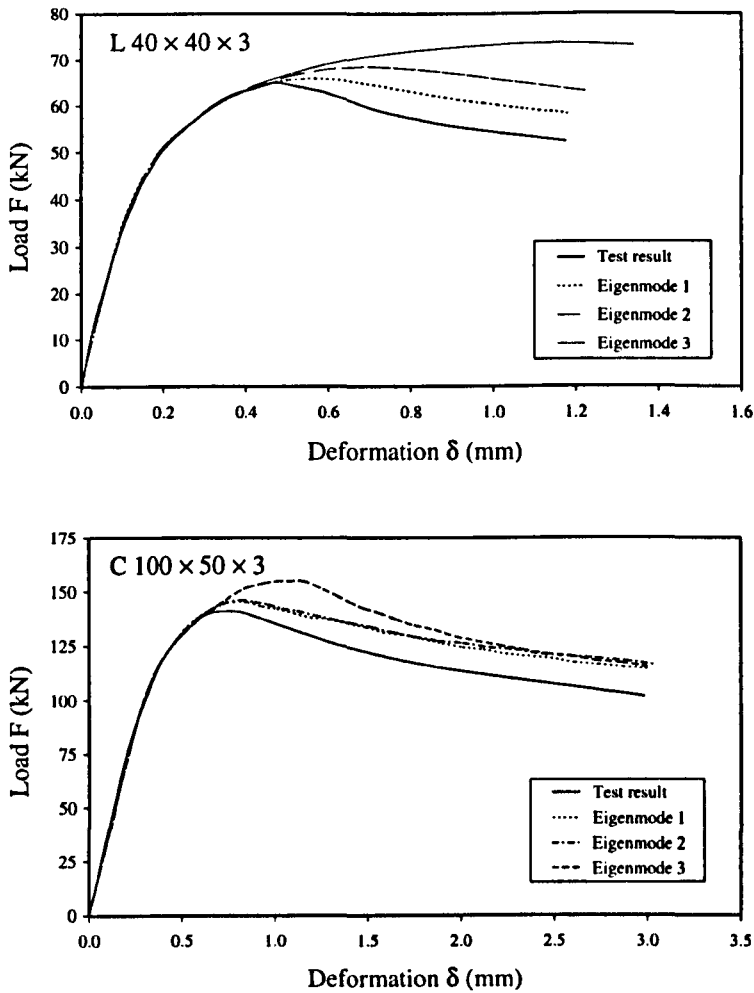 80
L 40 × 40 × 3
70
60
50
40
30
20
10
0
Load F (kN)
Test result
Eigenmode 1
Eigenmode 2
Eigenmode 3
0.0 0.2 0.4 0.6 0.8 1.0 1.2 1.4 1.6
Deformation δ (mm)
175
C 100 × 50 × 3
150
125
100
75
50
25
0
Load F (kN)
Test result
Eigenmode 1
Eigenmode 2
Eigenmode 3
0.0 0.5 1.0 1.5 2.0 2.5 3.0 3.5
Deformation δ (mm)